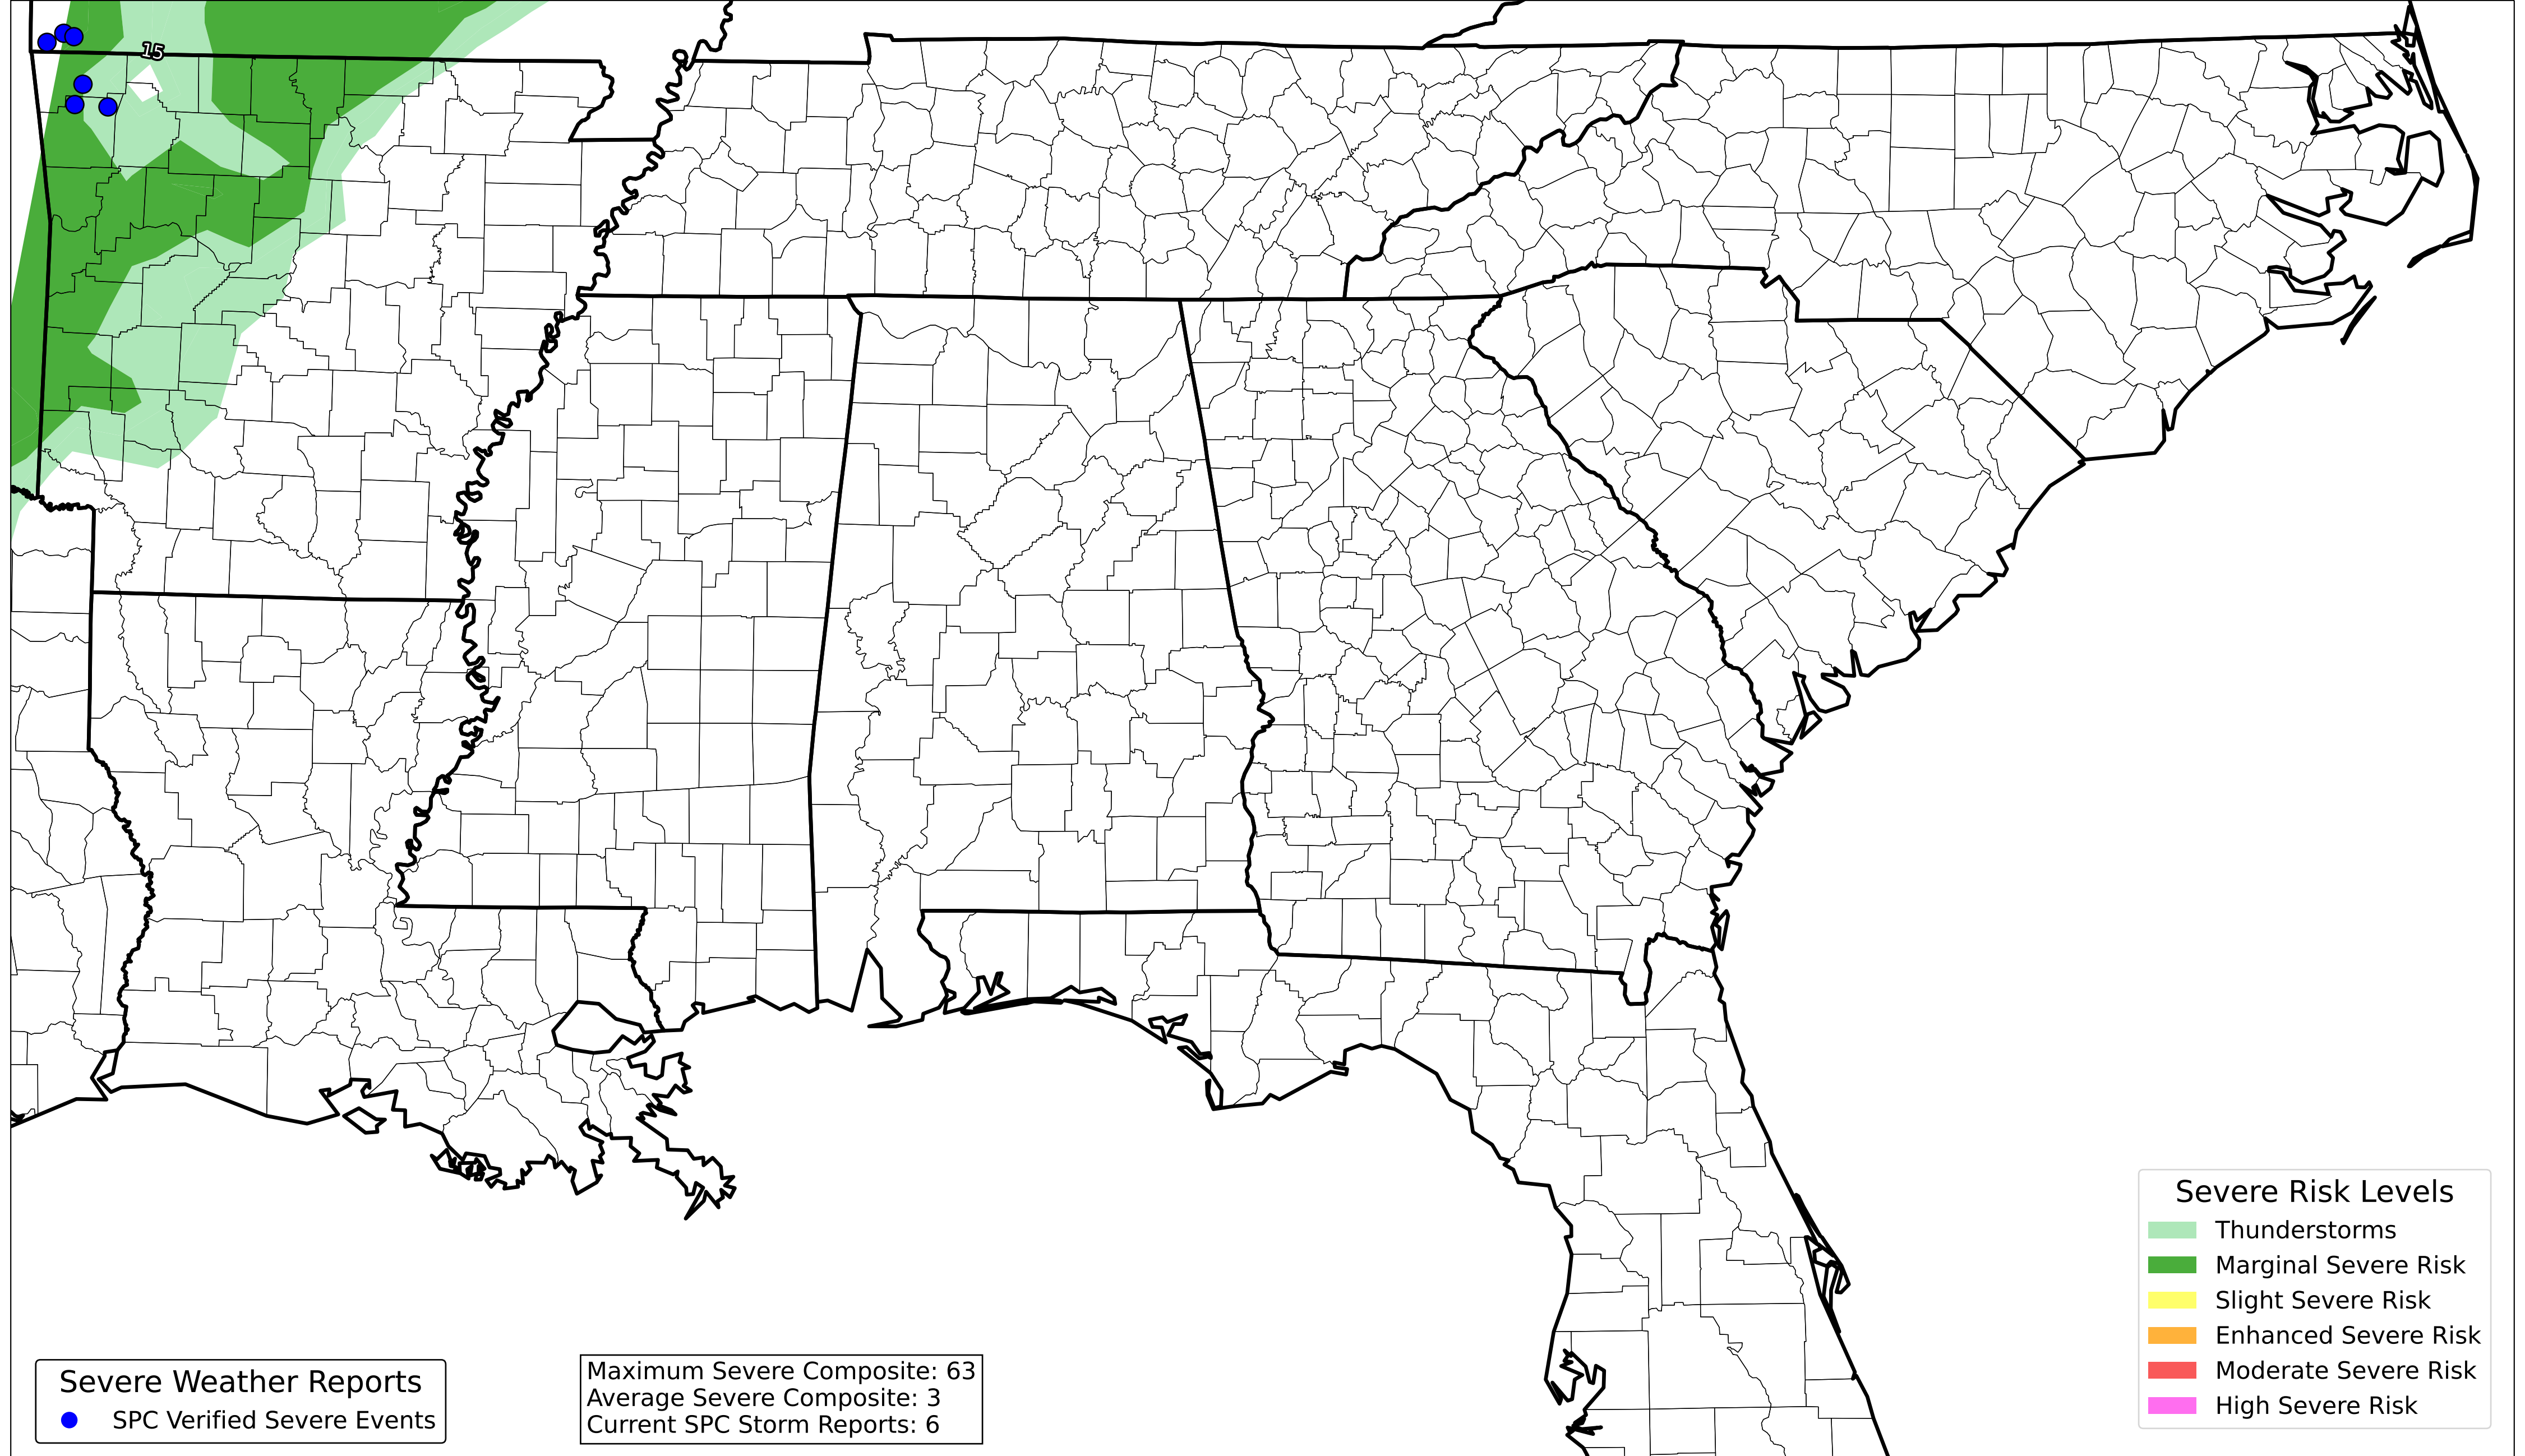 15
Severe Risk Levels
Thunderstorms
Marginal Severe Risk
Slight Severe Risk
Enhanced Severe Risk
Moderate Severe Risk
High Severe Risk
Severe Weather Reports
SPC Verified Severe Events
Maximum Severe Composite: 63
Average Severe Composite: 3
Current SPC Storm Reports: 6